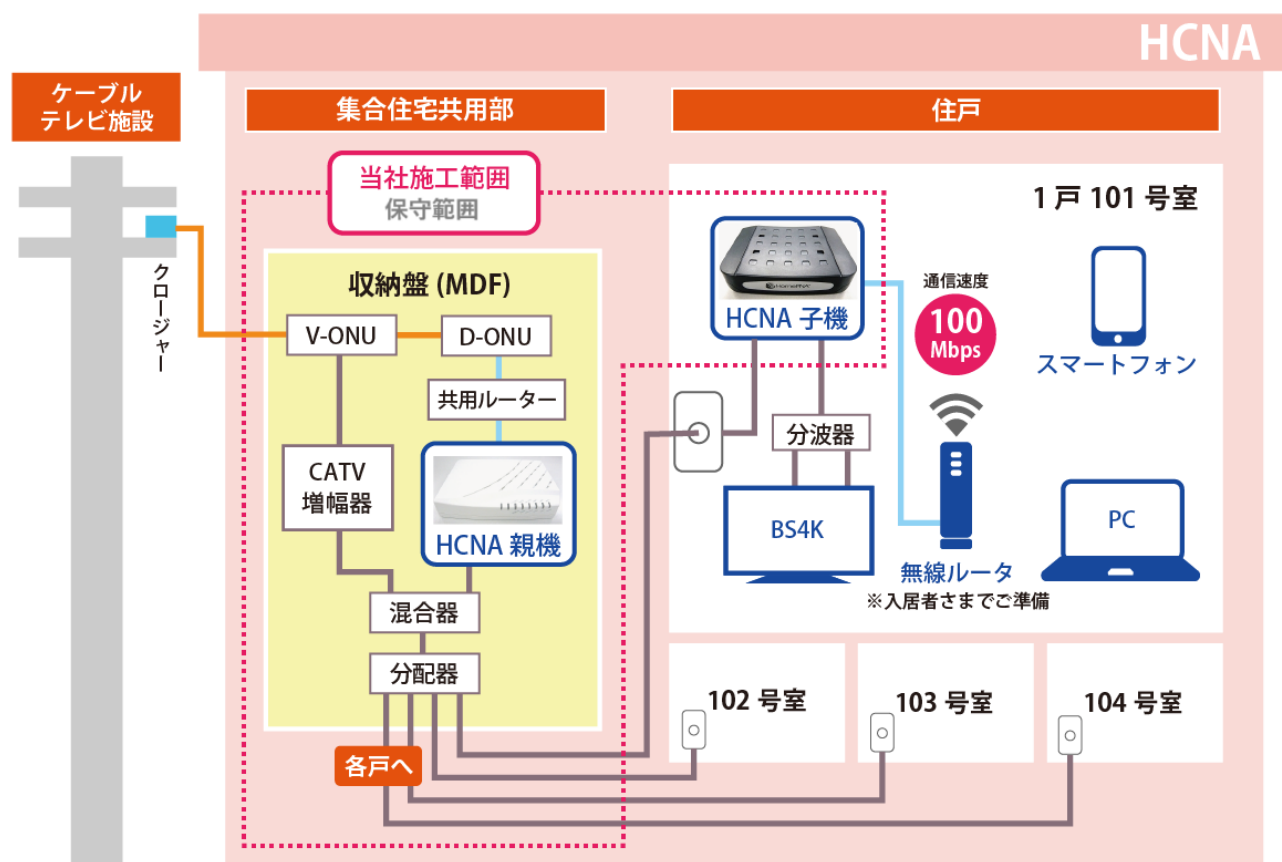 HCNA
ケーブル
テレビ施設
集合住宅共用部
住戸
当社施工範囲
保守範囲
1戸 101 号室
クロージャー
収納盤 (MDF)
V-ONU
D-ONU
共用ルーター
CATV
増幅器
HCNA 親機
混合器
分配器
各戸へ
HomePNA
HCNA 子機
通信速度
100
Mbps
スマートフォン
分波器
BS4K
無線ルータ
※入居者さまでご準備
PC
102 号室
103 号室
104 号室